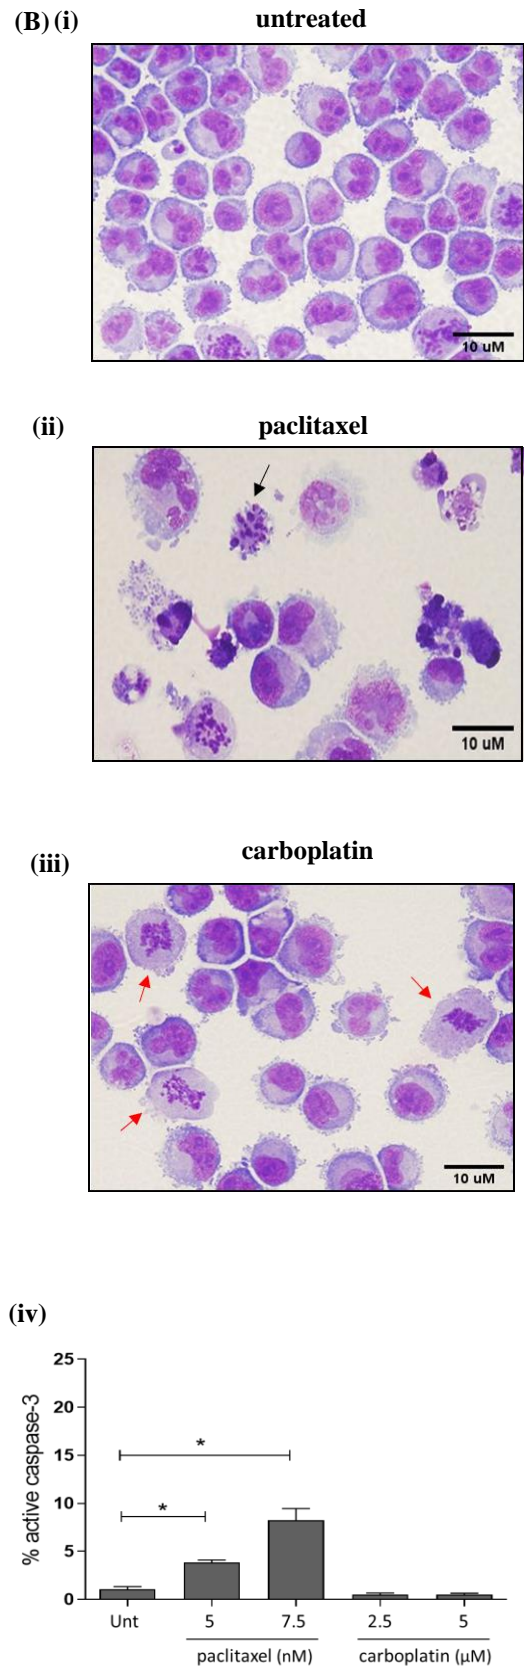 (B) (i) untreated
10 uM
(ii) paclitaxel
10 uM
(iii) carboplatin
10 uM
(iv)
% active caspase-3
25
20
15
10
5
0
*
*
Unt 5 7.5 2.5 5
paclitaxel (nM) carboplatin (µM)